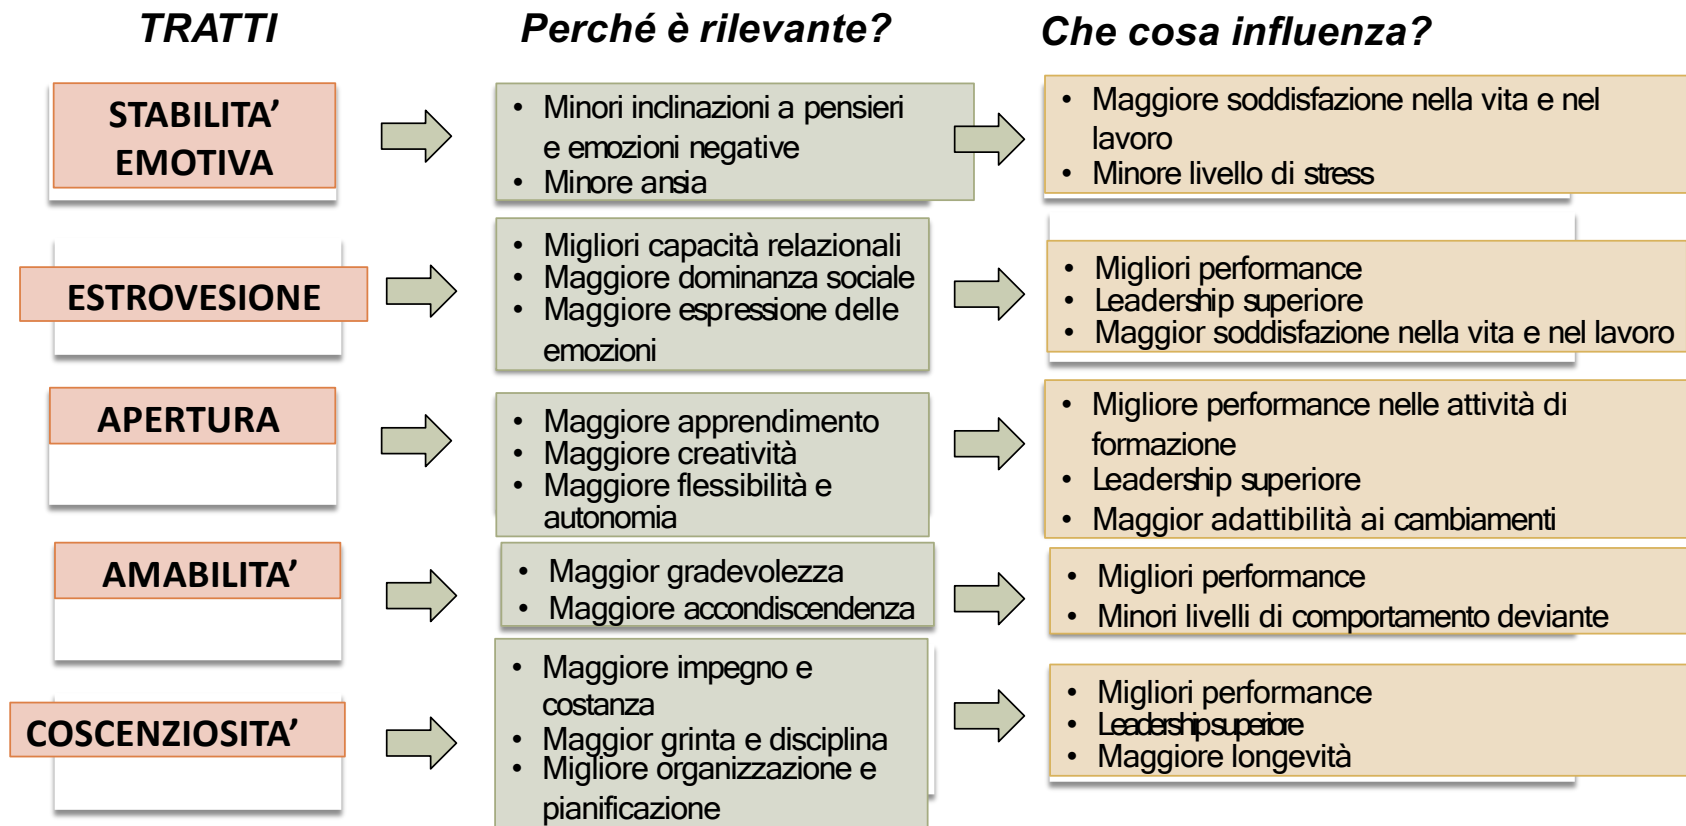 TRATTI
Perché è rilevante?
Che cosa influenza?
STABILITA’
EMOTIVA
• Minori inclinazioni a pensieri
e emozioni negative
• Minore ansia
• Maggiore soddisfazione nella vita e nel
lavoro
• Minore livello di stress
ESTROVESIONE
• Migliori capacità relazionali
• Maggiore dominanza sociale
• Maggiore espressione delle
emozioni
• Migliori performance
• Leadership superiore
• Maggior soddisfazione nella vita e nel lavoro
APERTURA
• Maggiore apprendimento
• Maggiore creatività
• Maggiore flessibilità e
autonomia
• Migliore performance nelle attività di
formazione
• Leadership superiore
• Maggior adattibilità ai cambiamenti
AMABILITA’
• Maggior gradevolezza
• Maggiore accondiscendenza
• Migliori performance
• Minori livelli di comportamento deviante
COSCENZIOSITA’
• Maggiore impegno e
costanza
• Maggior grinta e disciplina
• Migliore organizzazione e
pianificazione
• Migliori performance
• Leadership superiore
• Maggiore longevità